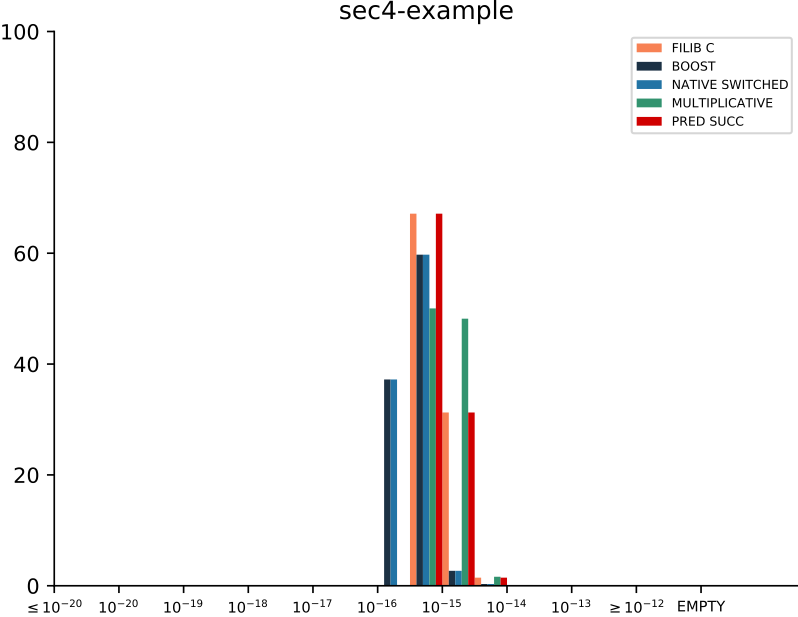 sec4-example
100
80
60
40
20
0
FILIB C
BOOST
NATIVE SWITCHED
MULTIPLICATIVE
PRED SUCC
≤10⁻²⁰ 10⁻²⁰ 10⁻¹⁹ 10⁻¹⁸ 10⁻¹⁷ 10⁻¹⁶ 10⁻¹⁵ 10⁻¹⁴ 10⁻¹³ ≥10⁻¹² EMPTY